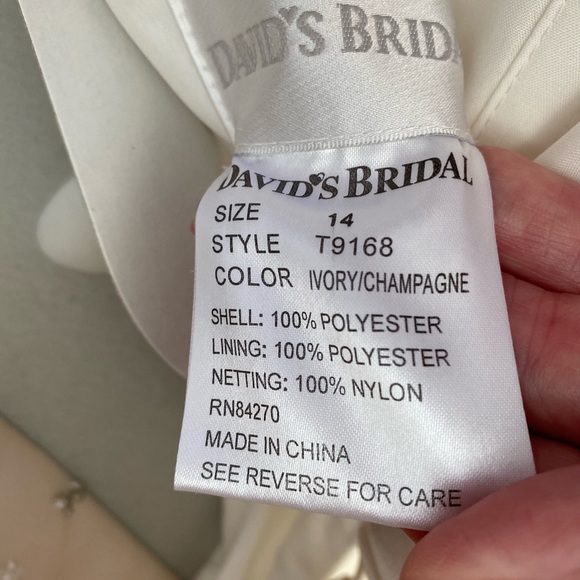 DAVID'S BRIDAL
DAVID'S BRIDAL
SIZE 14
STYLE T9168
COLOR IVORY/CHAMPAGNE
SHELL: 100% POLYESTER
LINING: 100% POLYESTER
NETTING: 100% NYLON
RN84270
MADE IN CHINA
SEE REVERSE FOR CARE